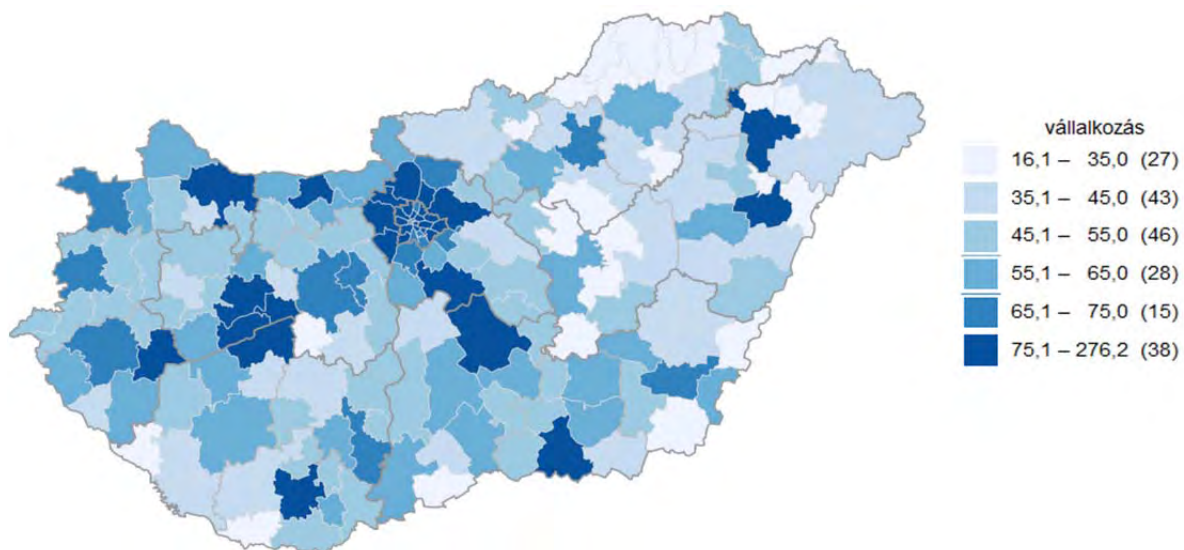 vállalkozás
16,1 – 35,0 (27)
35,1 – 45,0 (43)
45,1 – 55,0 (46)
55,1 – 65,0 (28)
65,1 – 75,0 (15)
75,1 – 276,2 (38)